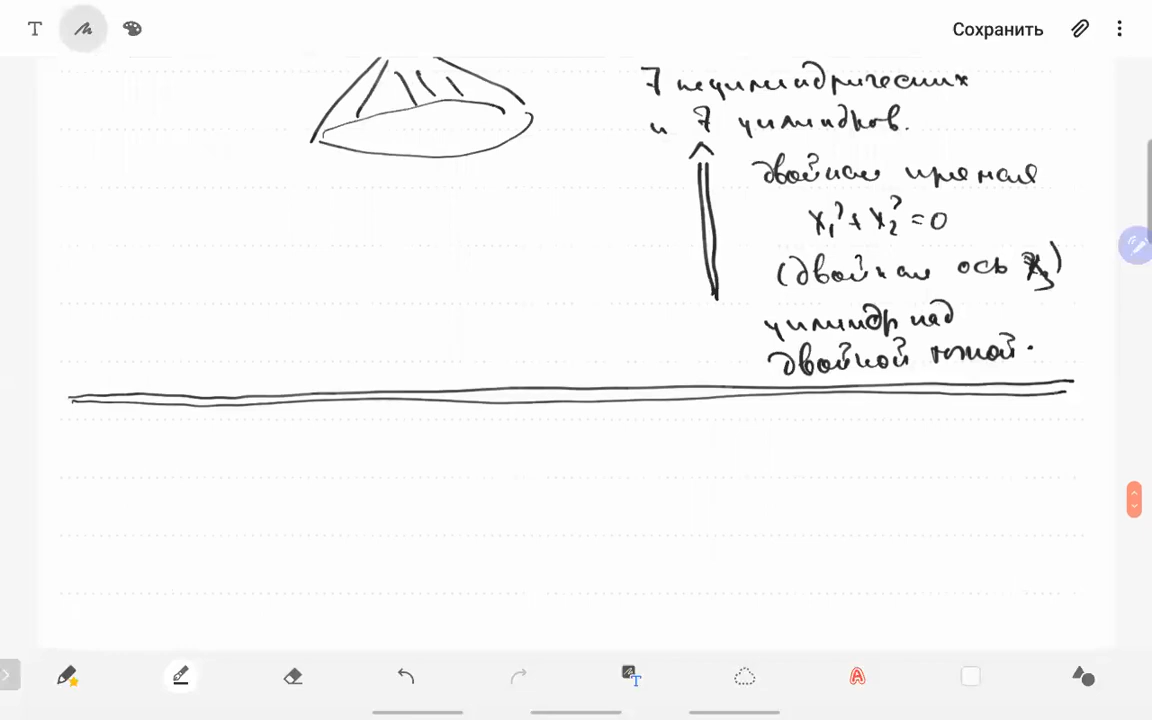 T
Сохранить
7 нецилиндрических
и 7 цилиндров.
двойная прямая
x₁² + x₂² = 0
(двойная ось x₃)
цилиндр над
двойной точкой.
T
A